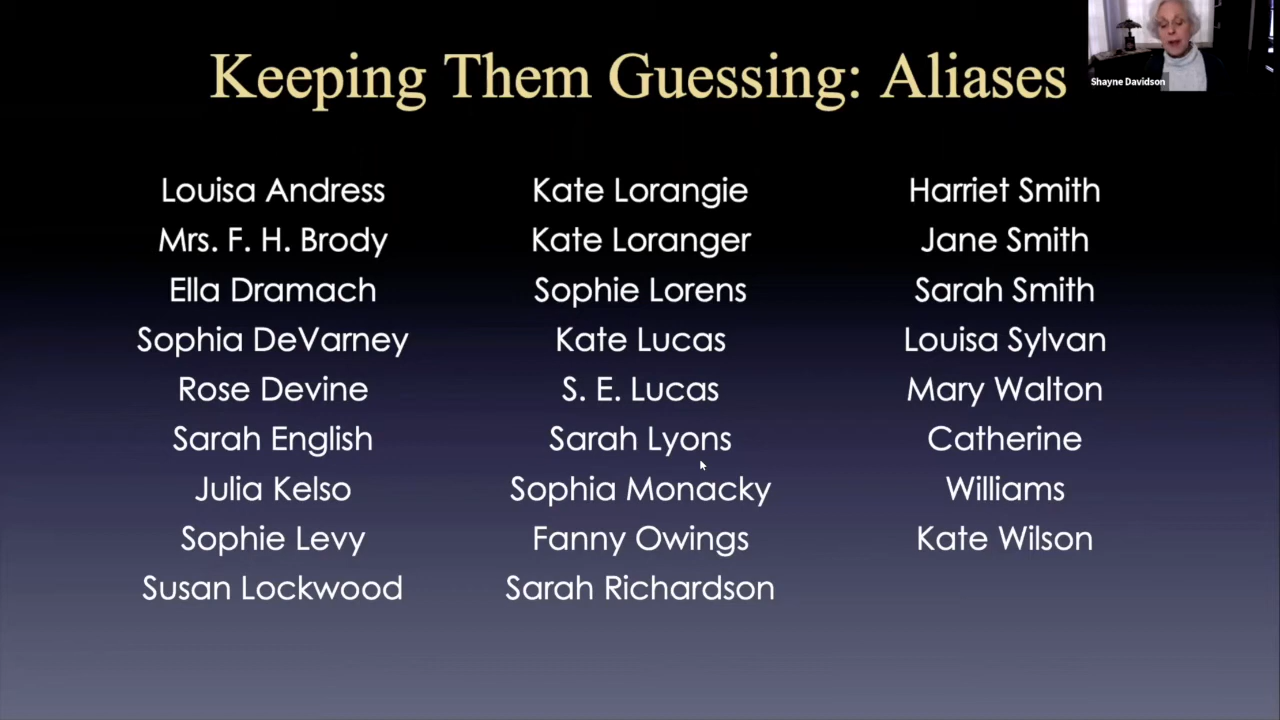 Keeping Them Guessing: Aliases
Shayne Davidson
Louisa Andress
Mrs. F. H. Brody
Ella Dramach
Sophia DeVarney
Rose Devine
Sarah English
Julia Kelso
Sophie Levy
Susan Lockwood
Kate Lorangie
Kate Loranger
Sophie Lorens
Kate Lucas
S. E. Lucas
Sarah Lyons
Sophia Monacky
Fanny Owings
Sarah Richardson
Harriet Smith
Jane Smith
Sarah Smith
Louisa Sylvan
Mary Walton
Catherine
Williams
Kate Wilson